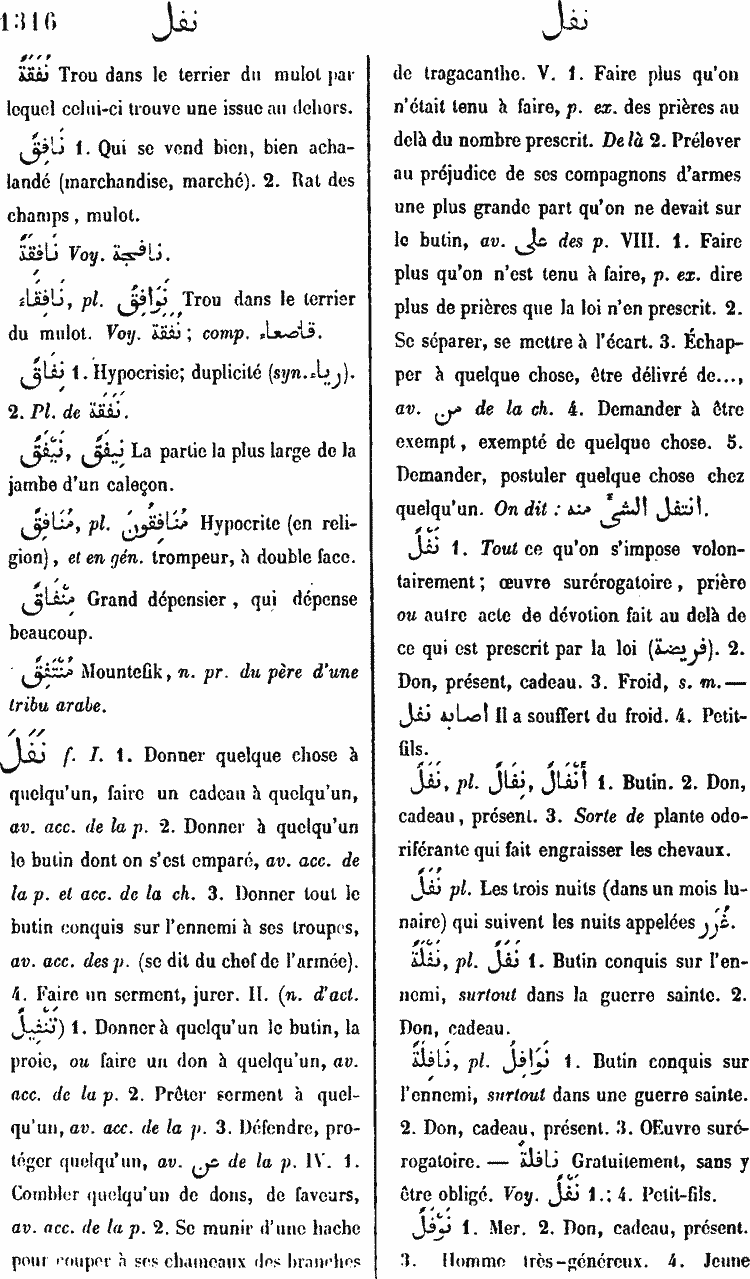 1316 نفل نفل
نُفَقَةٌ Trou dans le terrier du mulot par
lequel celui-ci trouve une issue au dehors.
نَافِقٌ 1. Qui se vend bien, bien acha-
landé (marchandise, marché). 2. Rat des
champs, mulot.
نَافِقَةٌ Voy. نافجة.
نَافِقَاءُ, pl. نَوَافِقُ Trou dans le terrier
du mulot. Voy. نُفَقَةٌ; comp. قاصعاء.
نِفَاقٌ 1. Hypocrisie; duplicité (syn. رياء).
2. Pl. de نَفَقَةٌ.
نَيْفَقٌ, نِيفَقٌ La partie la plus large de la
jambe d'un caleçon.
مُنَافِقٌ, pl. مُنَافِقُونَ Hypocrite (en reli-
gion), et en gén. trompeur, à double face.
مِنْفَاقٌ Grand dépensier, qui dépense
beaucoup.
مُنْتَفِقٌ Mountefik, n. pr. du père d'une
tribu arabe.
نَفَلَ f. I. 1. Donner quelque chose à
quelqu'un, faire un cadeau à quelqu'un,
av. acc. de la p. 2. Donner à quelqu'un
le butin dont on s'est emparé, av. acc. de
la p. et acc. de la ch. 3. Donner tout le
butin conquis sur l'ennemi à ses troupes,
av. acc. des p. (se dit du chef de l'armée).
4. Faire un serment, jurer. II. (n. d'act.
تَنْفِيلٌ) 1. Donner à quelqu'un le butin, la
proie, ou faire un don à quelqu'un, av.
acc. de la p. 2. Prêter serment à quel-
qu'un, av. acc. de la p. 3. Défendre, pro-
téger quelqu'un, av. عن de la p. IV. 1.
Combler quelqu'un de dons, de faveurs,
av. acc. de la p. 2. Se munir d'une hache
pour couper à ses chameaux des branches
de tragacanthe. V. 1. Faire plus qu'on
n'était tenu à faire, p. ex. des prières au
delà du nombre prescrit. De là 2. Prélever
au préjudice de ses compagnons d'armes
une plus grande part qu'on ne devait sur
le butin, av. على des p. VIII. 1. Faire
plus qu'on n'est tenu à faire, p. ex. dire
plus de prières que la loi n'en prescrit. 2.
Se séparer, se mettre à l'écart. 3. Échap-
per à quelque chose, être délivré de...,
av. من de la ch. 4. Demander à être
exempt, exempté de quelque chose. 5.
Demander, postuler quelque chose chez
quelqu'un. On dit : انتفل الشىء منه.
نَفْلٌ 1. Tout ce qu'on s'impose volon-
tairement; œuvre surérogatoire, prière
ou autre acte de dévotion fait au delà de
ce qui est prescrit par la loi (فريضة). 2.
Don, présent, cadeau. 3. Froid, s. m. —
اصابه نفل Il a souffert du froid. 4. Petit-
fils.
نَفَلٌ, pl. نِفَالٌ, أَنْفَالٌ 1. Butin. 2. Don,
cadeau, présent. 3. Sorte de plante odo-
riférante qui fait engraisser les chevaux.
نُفَلٌ pl. Les trois nuits (dans un mois lu-
naire) qui suivent les nuits appelées غُرَر.
نَفْلَةٌ, pl. نَفَلٌ 1. Butin conquis sur l'en-
nemi, surtout dans la guerre sainte. 2.
Don, cadeau.
نَافِلَةٌ, pl. نَوَافِلُ 1. Butin conquis sur
l'ennemi, surtout dans une guerre sainte.
2. Don, cadeau, présent. 3. OEuvre suré-
rogatoire. — نافلةً Gratuitement, sans y
être obligé. Voy. نَفْلٌ 1.: 4. Petit-fils.
نَوْفَلٌ 1. Mer. 2. Don, cadeau, présent.
3. Homme très-généreux. 4. Jeune